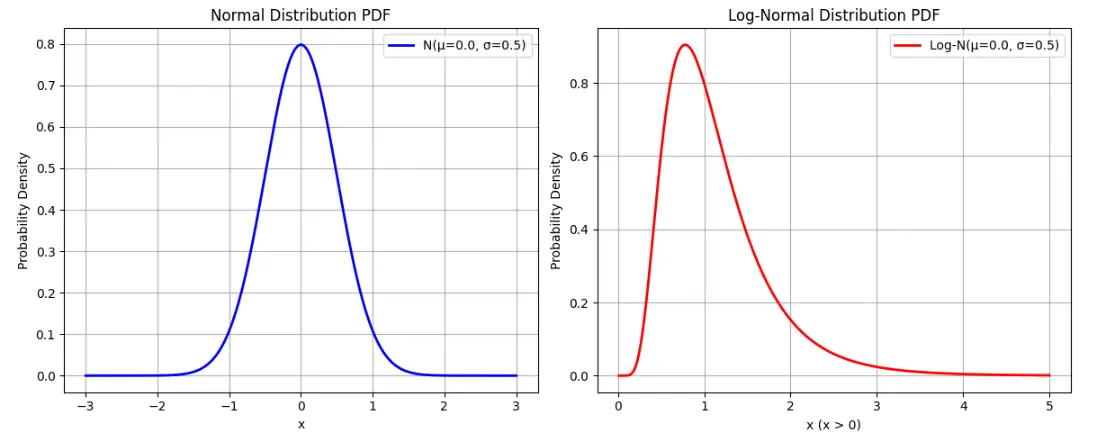 Normal Distribution PDF
N(μ=0.0, σ=0.5)
Probability Density
0.8
0.7
0.6
0.5
0.4
0.3
0.2
0.1
0.0
−3 −2 −1 0 1 2 3
x
Log-Normal Distribution PDF
Log-N(μ=0.0, σ=0.5)
Probability Density
0.8
0.6
0.4
0.2
0.0
0 1 2 3 4 5
x (x > 0)